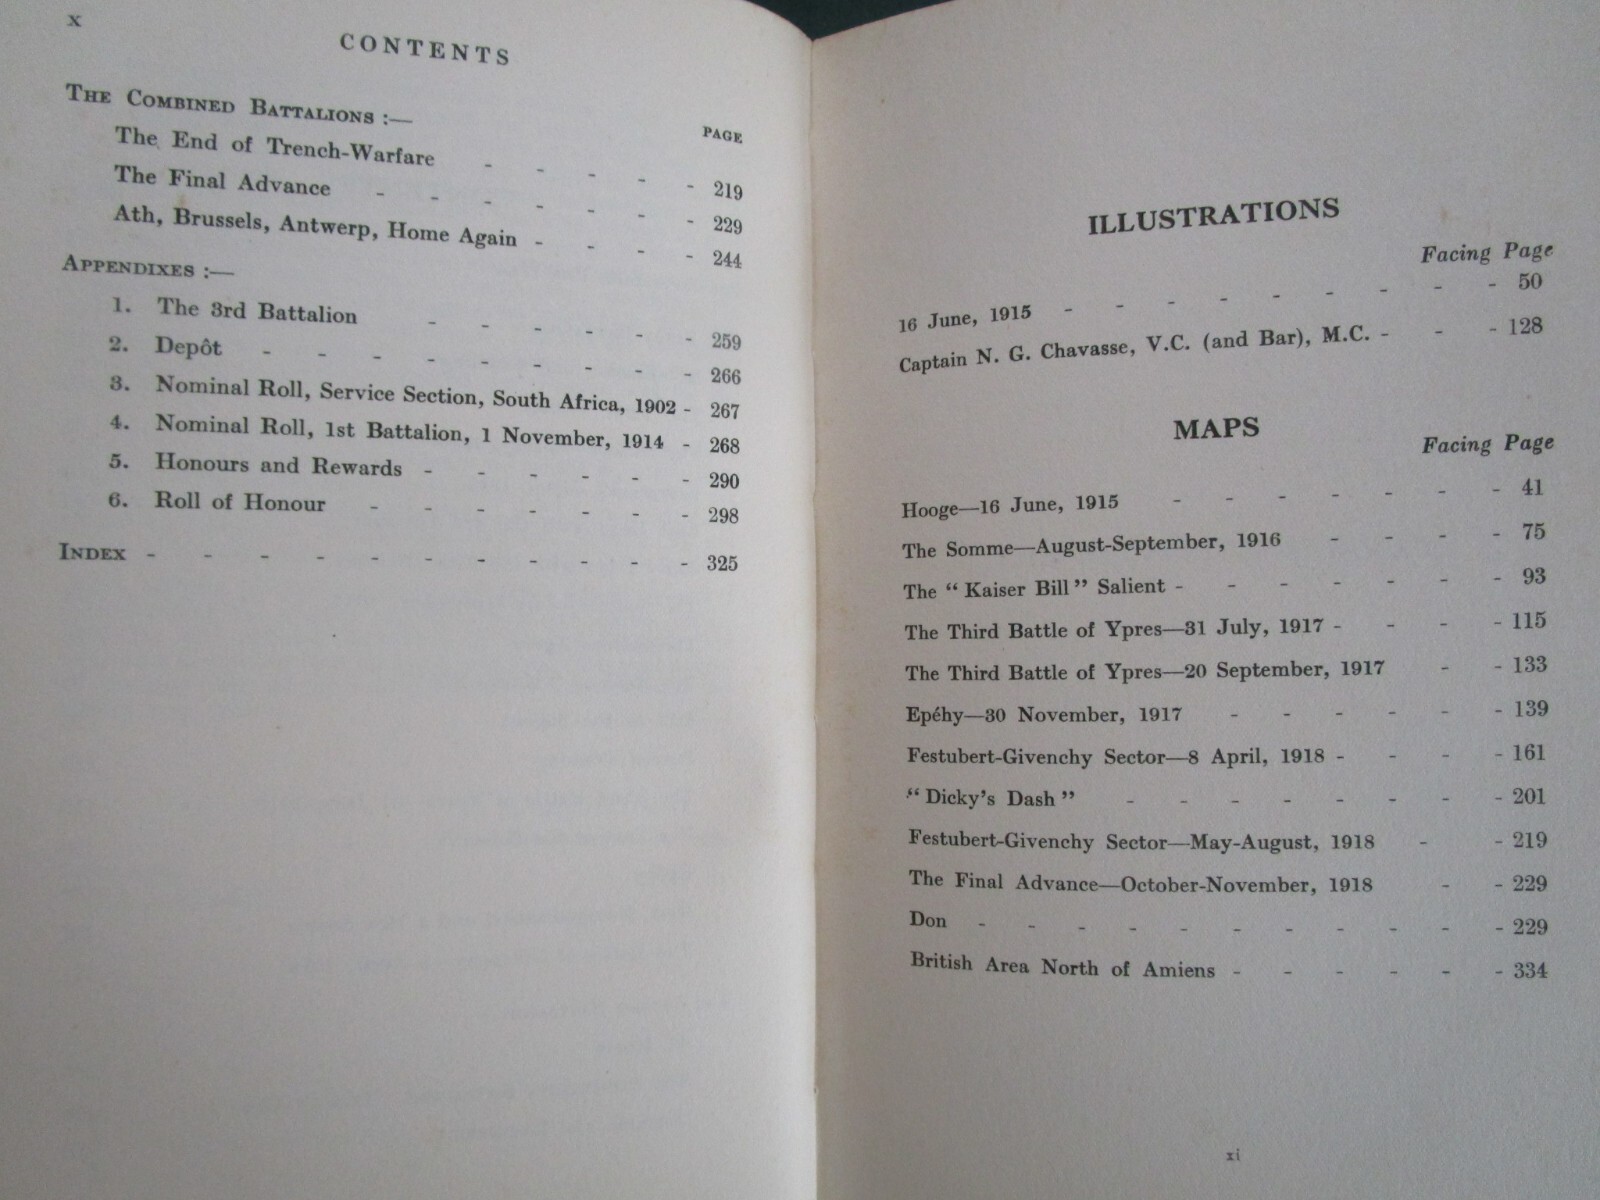 x
CONTENTS
THE COMBINED BATTALIONS :—
PAGE
The End of Trench-Warfare - - - - - 219
The Final Advance - - - - - - - 229
Ath, Brussels, Antwerp, Home Again - - - - 244
APPENDIXES :—
1. The 3rd Battalion - - - - - - 259
2. Depôt - - - - - - - - - 266
3. Nominal Roll, Service Section, South Africa, 1902 - 267
4. Nominal Roll, 1st Battalion, 1 November, 1914 - 268
5. Honours and Rewards - - - - - - 290
6. Roll of Honour - - - - - - - 298
INDEX - - - - - - - - - - - 325
ILLUSTRATIONS
Facing Page
16 June, 1915 - - - - - - - - - 50
Captain N. G. Chavasse, V.C. (and Bar), M.C. - - - 128
MAPS
Facing Page
Hooge—16 June, 1915 - - - - - - - 41
The Somme—August-September, 1916 - - - - 75
The “ Kaiser Bill ” Salient - - - - - - - 93
The Third Battle of Ypres—31 July, 1917 - - - - 115
The Third Battle of Ypres—20 September, 1917 - - 133
Epéhy—30 November, 1917 - - - - - - 139
Festubert-Givenchy Sector—8 April, 1918 - - - - 161
“ Dicky’s Dash ” - - - - - - - - 201
Festubert-Givenchy Sector—May-August, 1918 - - 219
The Final Advance—October-November, 1918 - - 229
Don - - - - - - - - - - - 229
British Area North of Amiens - - - - - - 334
xi